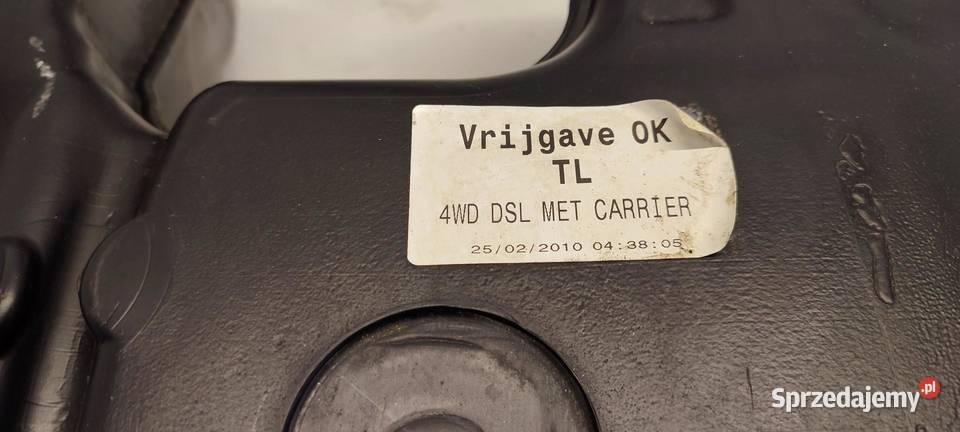 Vrijgave OK
TL
4WD DSL MET CARRIER
25/02/2010 04:38:05
Sprzedajemy.pl